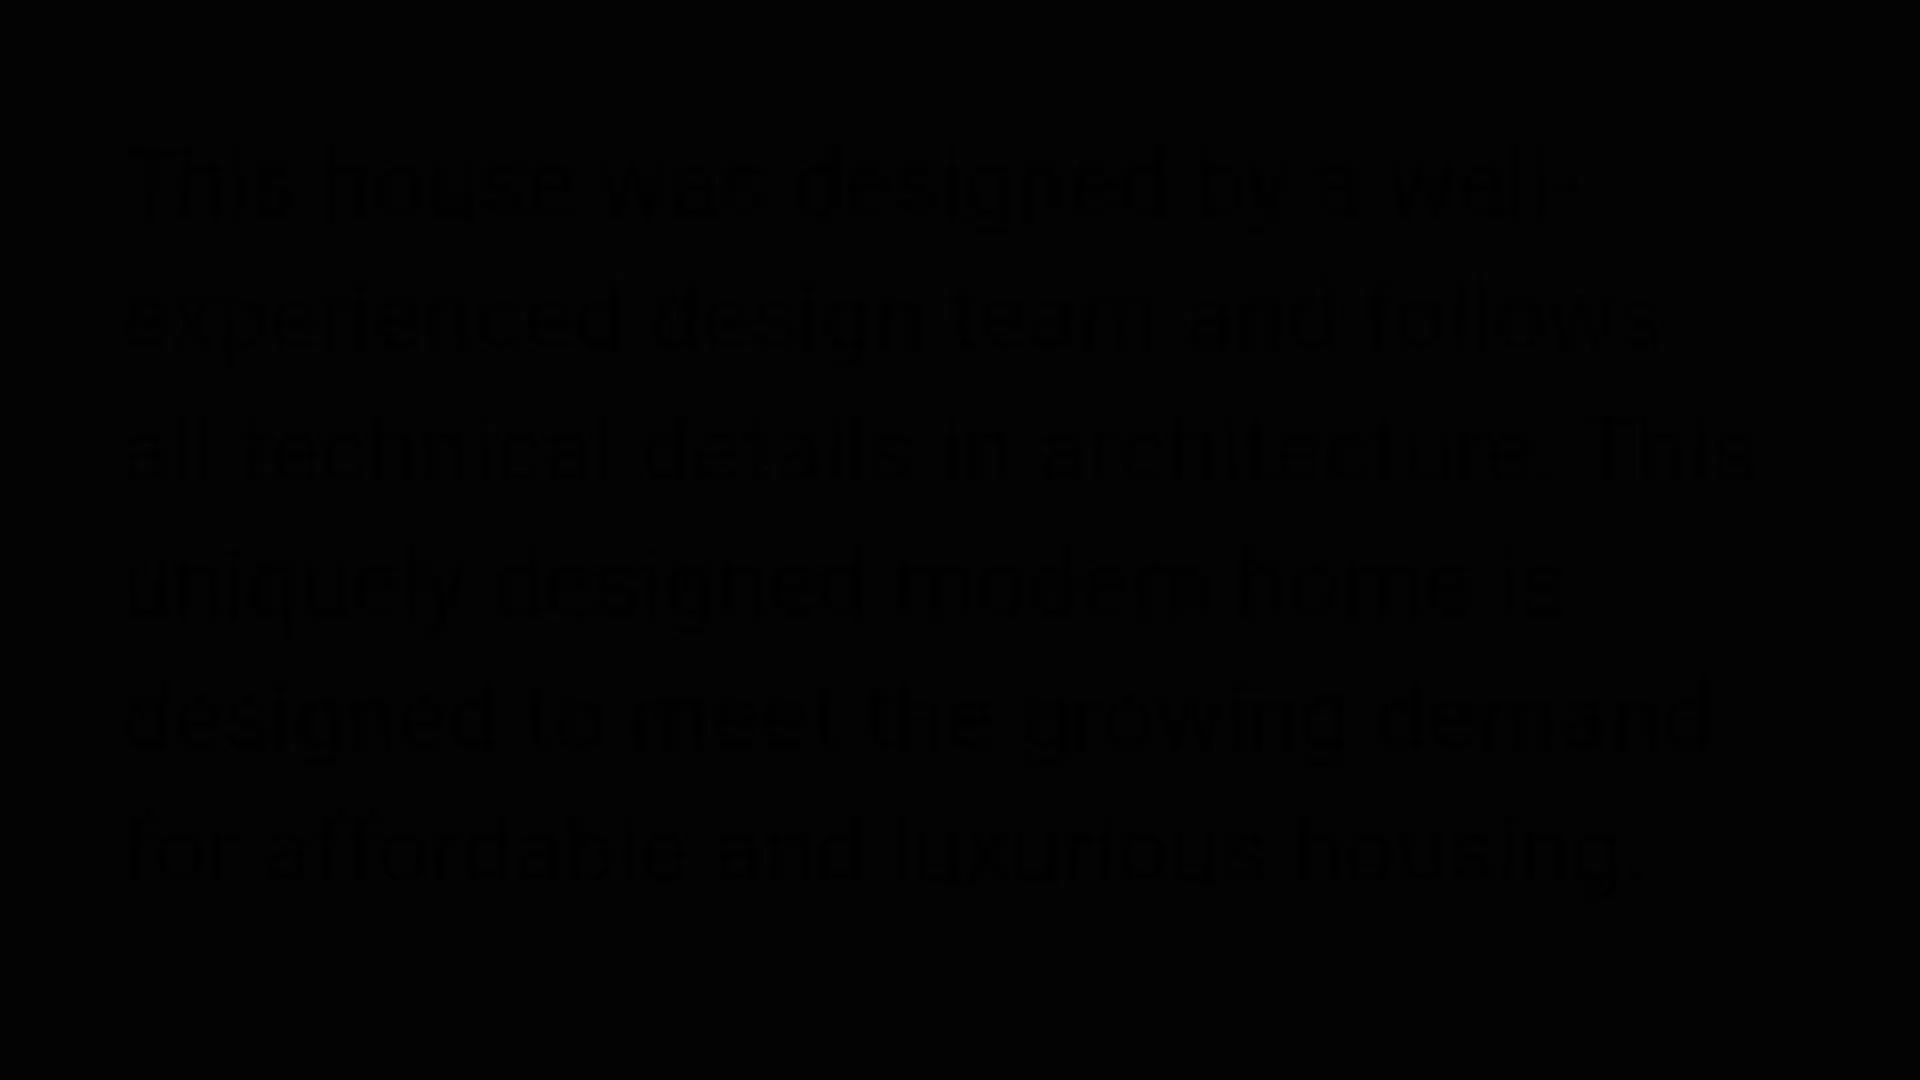 This house was designed by a well-
experienced design team and follows
all technical details in architecture. This
uniquely designed modern home is
designed to meet the growing demand
for affordable and luxurious housing.